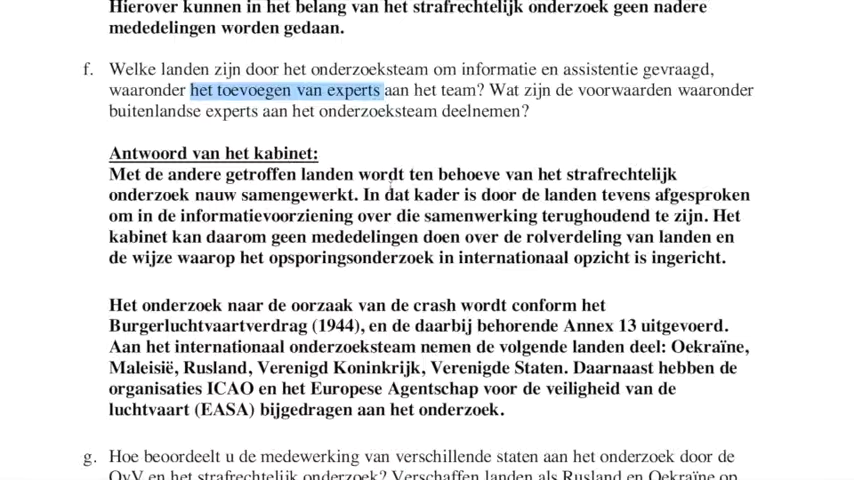 Hierover kunnen in het belang van het strafrechtelijk onderzoek geen nadere
mededelingen worden gedaan.
f. Welke landen zijn door het onderzoeksteam om informatie en assistentie gevraagd,
waaronder het toevoegen van experts aan het team? Wat zijn de voorwaarden waaronder
buitenlandse experts aan het onderzoeksteam deelnemen?
Antwoord van het kabinet:
Met de andere getroffen landen wordt ten behoeve van het strafrechtelijk
onderzoek nauw samengewerkt. In dat kader is door de landen tevens afgesproken
om in de informatievoorziening over die samenwerking terughoudend te zijn. Het
kabinet kan daarom geen mededelingen doen over de rolverdeling van landen en
de wijze waarop het opsporingsonderzoek in internationaal opzicht is ingericht.
Het onderzoek naar de oorzaak van de crash wordt conform het
Burgerluchtvaartverdrag (1944), en de daarbij behorende Annex 13 uitgevoerd.
Aan het internationaal onderzoeksteam nemen de volgende landen deel: Oekraïne,
Maleisië, Rusland, Verenigd Koninkrijk, Verenigde Staten. Daarnaast hebben de
organisaties ICAO en het Europese Agentschap voor de veiligheid van de
luchtvaart (EASA) bijgedragen aan het onderzoek.
g. Hoe beoordeelt u de medewerking van verschillende staten aan het onderzoek door de
OvV en het strafrechtelijk onderzoek? Verschaffen landen als Rusland en Oekraïne op